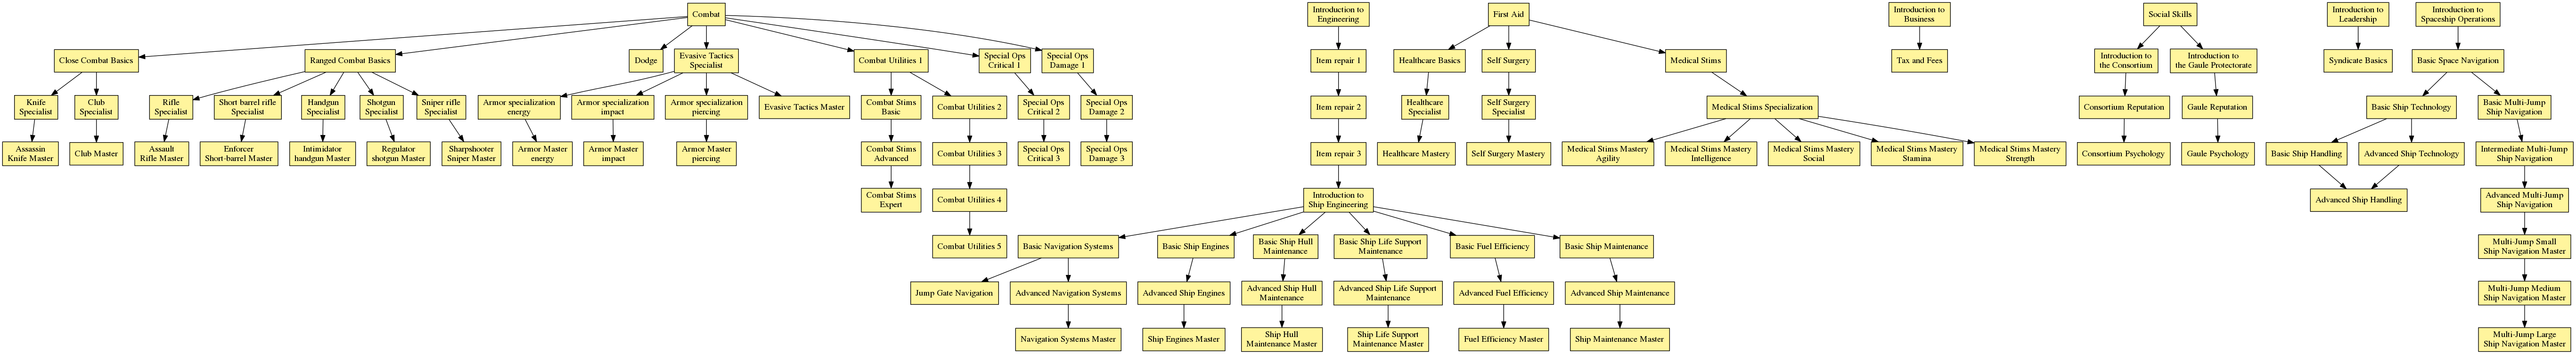 Combat
Introduction to
Engineering
First Aid
Introduction to
Business
Social Skills
Introduction to
Leadership
Introduction to
Spaceship Operations
Close Combat Basics
Ranged Combat Basics
Dodge
Evasive Tactics
Specialist
Combat Utilities 1
Special Ops
Critical 1
Special Ops
Damage 1
Item repair 1
Healthcare Basics
Self Surgery
Medical Stims
Tax and Fees
Introduction to
the Consortium
Introduction to
the Gaule Protectorate
Syndicate Basics
Basic Space Navigation
Knife
Specialist
Club
Specialist
Rifle
Specialist
Short barrel rifle
Specialist
Handgun
Specialist
Shotgun
Specialist
Sniper rifle
Specialist
Armor specialization
energy
Armor specialization
impact
Armor specialization
piercing
Evasive Tactics Master
Combat Stims
Basic
Combat Utilities 2
Special Ops
Critical 2
Special Ops
Damage 2
Item repair 2
Healthcare
Specialist
Self Surgery
Specialist
Medical Stims Specialization
Consortium Reputation
Gaule Reputation
Basic Ship Technology
Basic Multi-Jump
Ship Navigation
Assassin
Knife Master
Club Master
Assault
Rifle Master
Enforcer
Short-barrel Master
Intimidator
handgun Master
Regulator
shotgun Master
Sharpshooter
Sniper Master
Armor Master
energy
Armor Master
impact
Armor Master
piercing
Combat Stims
Advanced
Combat Utilities 3
Special Ops
Critical 3
Special Ops
Damage 3
Item repair 3
Healthcare Mastery
Self Surgery Mastery
Medical Stims Mastery
Agility
Medical Stims Mastery
Intelligence
Medical Stims Mastery
Social
Medical Stims Mastery
Stamina
Medical Stims Mastery
Strength
Consortium Psychology
Gaule Psychology
Basic Ship Handling
Advanced Ship Technology
Intermediate Multi-Jump
Ship Navigation
Combat Stims
Expert
Combat Utilities 4
Introduction to
Ship Engineering
Advanced Ship Handling
Advanced Multi-Jump
Ship Navigation
Combat Utilities 5
Basic Navigation Systems
Basic Ship Engines
Basic Ship Hull
Maintenance
Basic Ship Life Support
Maintenance
Basic Fuel Efficiency
Basic Ship Maintenance
Multi-Jump Small
Ship Navigation Master
Jump Gate Navigation
Advanced Navigation Systems
Advanced Ship Engines
Advanced Ship Hull
Maintenance
Advanced Ship Life Support
Maintenance
Advanced Fuel Efficiency
Advanced Ship Maintenance
Multi-Jump Medium
Ship Navigation Master
Navigation Systems Master
Ship Engines Master
Ship Hull
Maintenance Master
Ship Life Support
Maintenance Master
Fuel Efficiency Master
Ship Maintenance Master
Multi-Jump Large
Ship Navigation Master